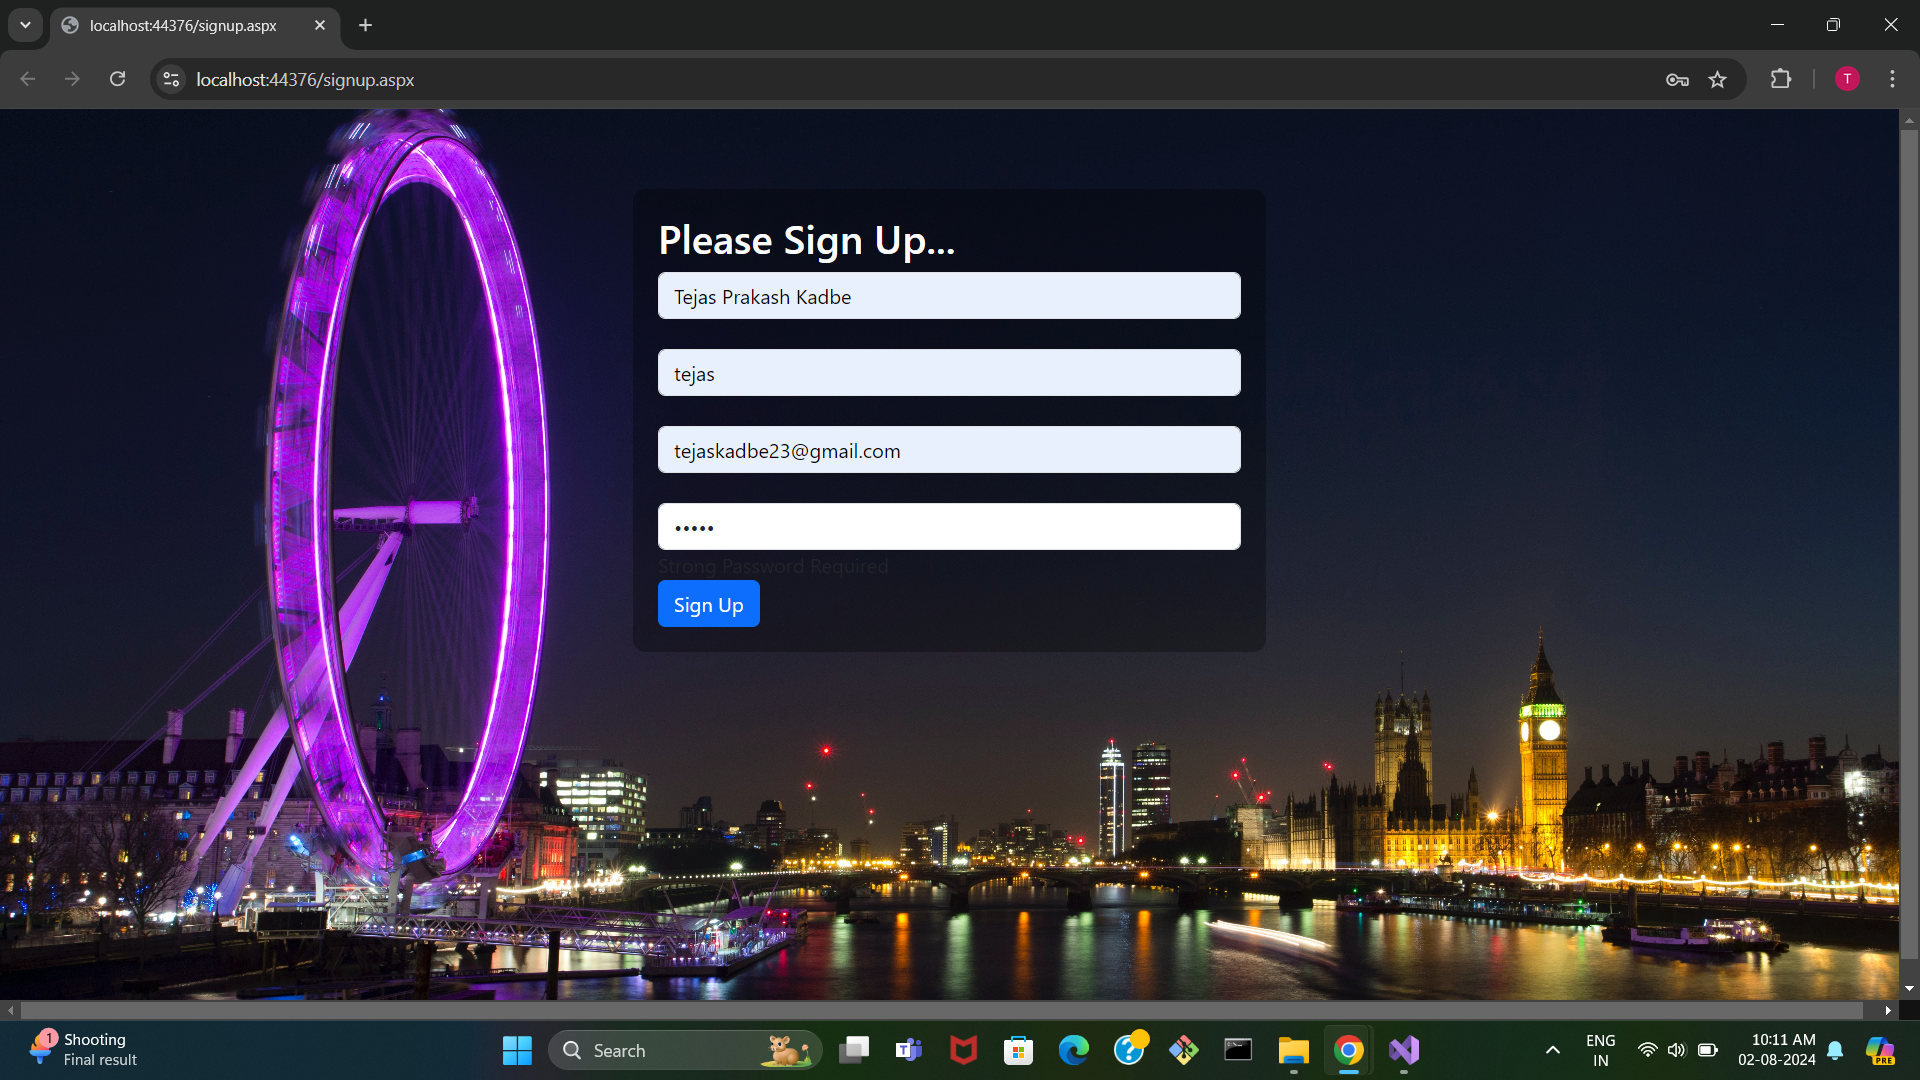 localhost:44376/signup.aspx
localhost:44376/signup.aspx
T
Please Sign Up...
Tejas Prakash Kadbe
tejas
tejaskadbe23@gmail.com
•••••
Strong Password Required
Sign Up
1
Shooting
Final result
Search
ENG
IN
10:11 AM
02-08-2024
PRE